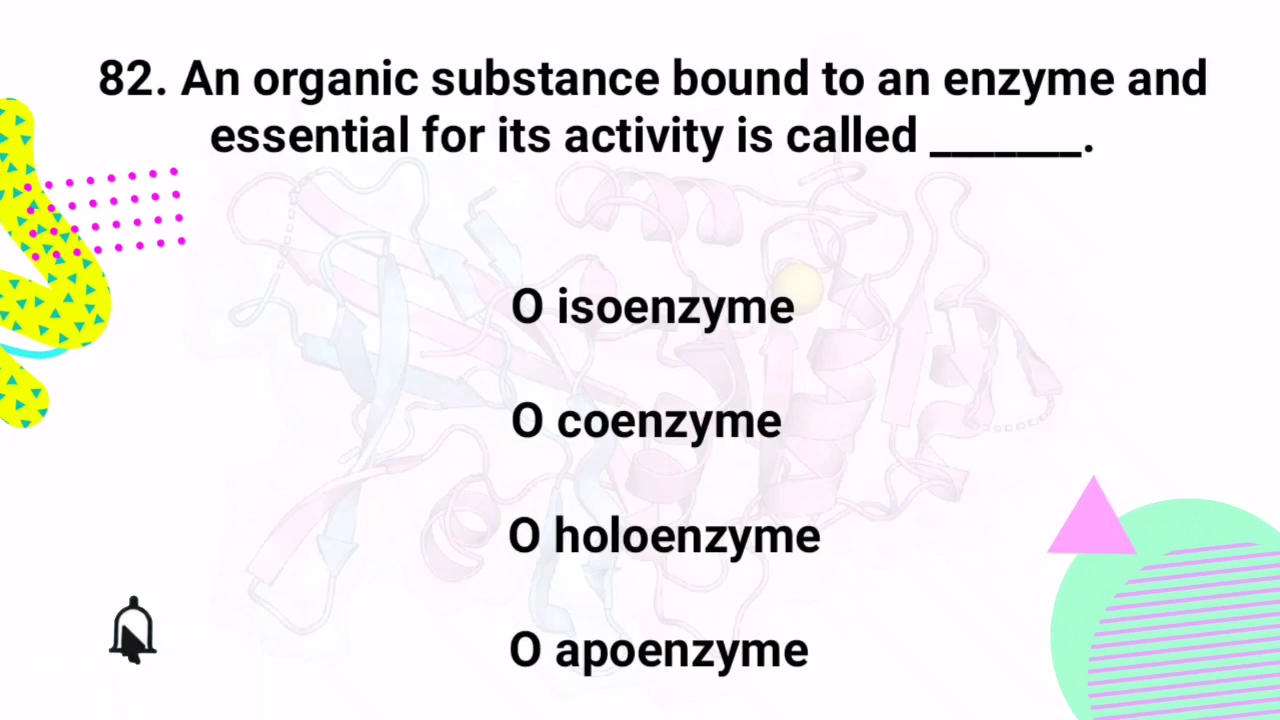 82. An organic substance bound to an enzyme and
essential for its activity is called ______.
O isoenzyme
O coenzyme
O holoenzyme
O apoenzyme